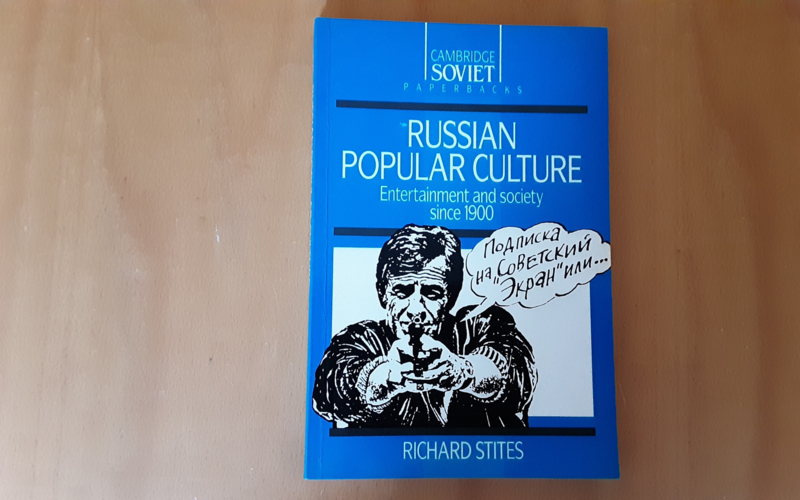 CAMBRIDGE
SOVIET
PAPERBACKS
RUSSIAN
POPULAR CULTURE
Entertainment and society
since 1900
Подписка
на „Советский
Экран" или...
RICHARD STITES